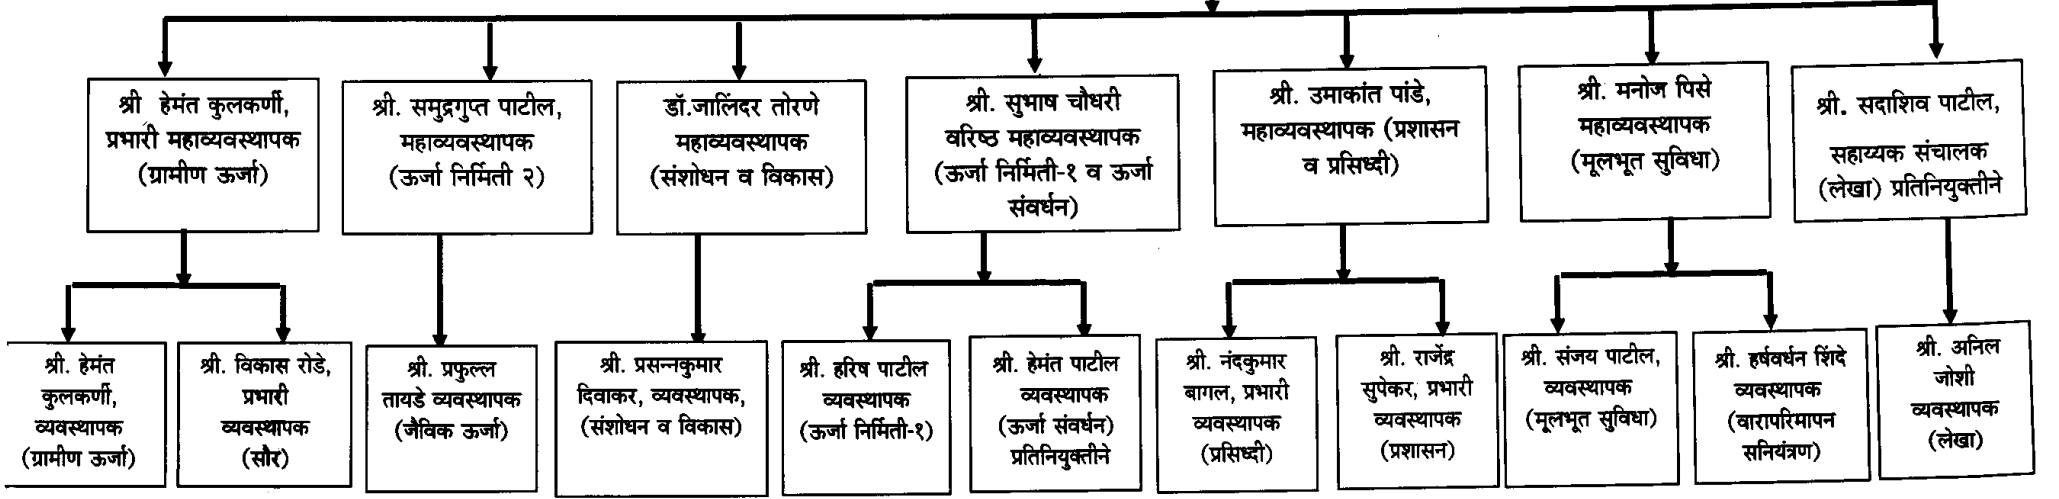 श्री हेमंत कुलकर्णी,
प्रभारी महाव्यवस्थापक
(ग्रामीण ऊर्जा)
श्री. समुद्रगुप्त पाटील,
महाव्यवस्थापक
(ऊर्जा निर्मिती २)
डॉ.जालिंदर तोरणे
महाव्यवस्थापक
(संशोधन व विकास)
श्री. सुभाष चौधरी
वरिष्ठ महाव्यवस्थापक
(ऊर्जा निर्मिती-१ व ऊर्जा
संवर्धन)
श्री. उमाकांत पांडे,
महाव्यवस्थापक (प्रशासन
व प्रसिध्दी)
श्री. मनोज पिसे
महाव्यवस्थापक
(मूलभूत सुविधा)
श्री. सदाशिव पाटील,
सहाय्यक संचालक
(लेखा) प्रतिनियुक्तीने
श्री. हेमंत
कुलकर्णी,
व्यवस्थापक
(ग्रामीण ऊर्जा)
श्री. विकास रोडे,
प्रभारी
व्यवस्थापक
(सौर)
श्री. प्रफुल्ल
तायडे व्यवस्थापक
(जैविक ऊर्जा)
श्री. प्रसन्नकुमार
दिवाकर, व्यवस्थापक,
(संशोधन व विकास)
श्री. हरिष पाटील
व्यवस्थापक
(ऊर्जा निर्मिती-१)
श्री. हेमंत पाटील
व्यवस्थापक
(ऊर्जा संवर्धन)
प्रतिनियुक्तीने
श्री. नंदकुमार
बागल, प्रभारी
व्यवस्थापक
(प्रसिध्दी)
श्री. राजेंद्र
सुपेकर, प्रभारी
व्यवस्थापक
(प्रशासन)
श्री. संजय पाटील,
व्यवस्थापक
(मूलभूत सुविधा)
श्री. हर्षवर्धन शिंदे
व्यवस्थापक
(वारापरिमापन
सनियंत्रण)
श्री. अनिल
जोशी
व्यवस्थापक
(लेखा)